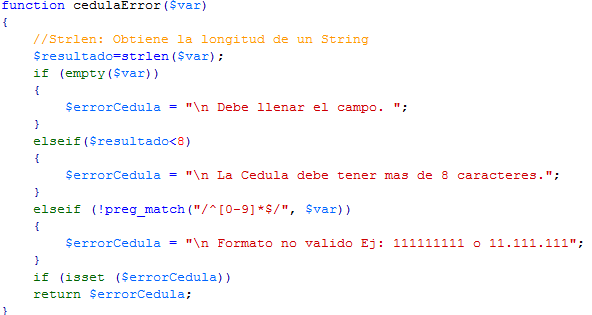 function cedulaError($var)
{
    //Strlen: Obtiene la longitud de un String
    $resultado=strlen($var);
    if (empty($var))
    {
        $errorCedula = "\n Debe llenar el campo. ";
    }
    elseif($resultado<8)
    {
        $errorCedula = "\n La Cedula debe tener mas de 8 caracteres.";
    }
    elseif (!preg_match("/^[0-9]*$/", $var))
    {
        $errorCedula = "\n Formato no valido Ej: 111111111 o 11.111.111";
    }
    if (isset ($errorCedula))
    return $errorCedula;
}